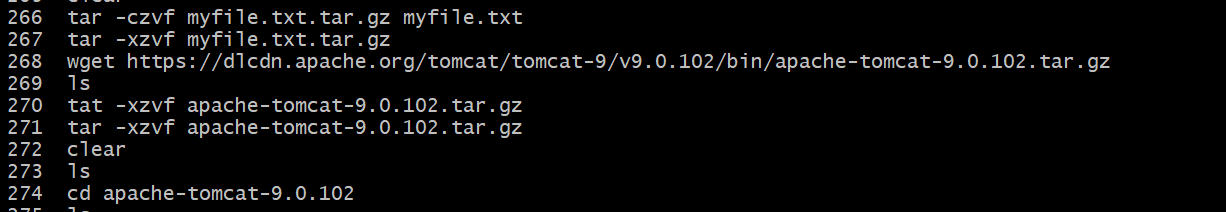 266 tar -czvf myfile.txt.tar.gz myfile.txt
267 tar -xzvf myfile.txt.tar.gz
268 wget https://dlcdn.apache.org/tomcat/tomcat-9/v9.0.102/bin/apache-tomcat-9.0.102.tar.gz
269 ls
270 tat -xzvf apache-tomcat-9.0.102.tar.gz
271 tar -xzvf apache-tomcat-9.0.102.tar.gz
272 clear
273 ls
274 cd apache-tomcat-9.0.102